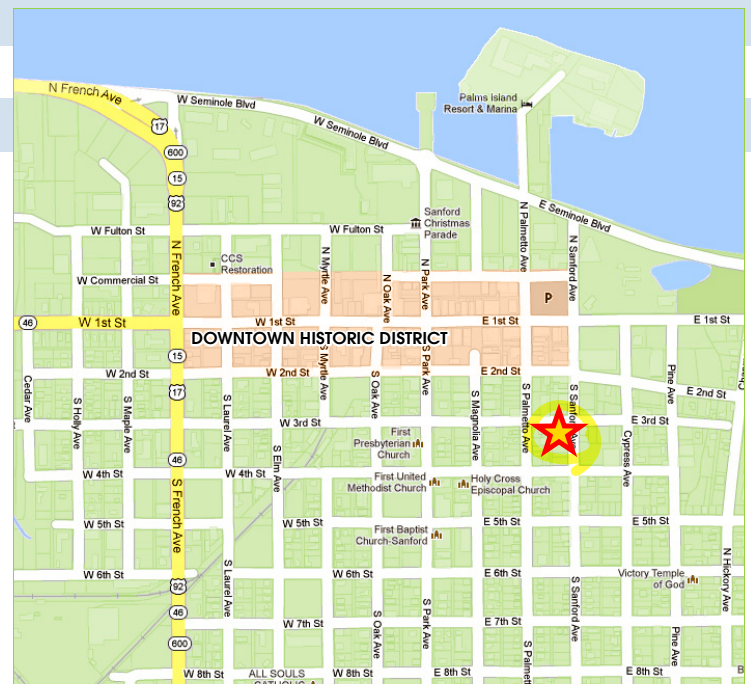 N French Ave
17
W Seminole Blvd
W Seminole Blvd
Palms Island
Resort & Marina
600
15
92
N Palmetto Ave
E Seminole Blvd
Sanford
Christmas
Parade
W Fulton St
W Fulton St
N French Ave
N Myrtle Ave
N Oak Ave
N Park Ave
N Sanford Ave
CCS
Restoration
W Commercial St
P
46
W 1st St
W 1st St
E 1st St
E 1st St
DOWNTOWN HISTORIC DISTRICT
15
S Myrtle Ave
S Park Ave
W 2nd St
W 2nd St
E 2nd St
E 2nd St
17
Cedar Ave
S Holly Ave
S Maple Ave
S Laurel Ave
S Elm Ave
S Oak Ave
S Magnolia Ave
S Palmetto Ave
Pine Ave
W 3rd St
E 3rd St
First
Presbyterian
Church
Cypress Ave
46
W 4th St
W 4th St
First United
Methodist Church
Holy Cross
Episcopal Church
S French Ave
W 5th St
W 5th St
E 5th St
E 5th St
First Baptist
Church-Sanford
W 6th St
W 6th St
E 6th St
Victory Temple
of God
N Hickory Ave
92
S Laurel Ave
46
S Oak Ave
S Park Ave
S Sanford Ave
W 7th St
E 7th St
Pine Ave
600
W 8th St
ALL SOULS
W 8th St
E 8th St
E 8th St